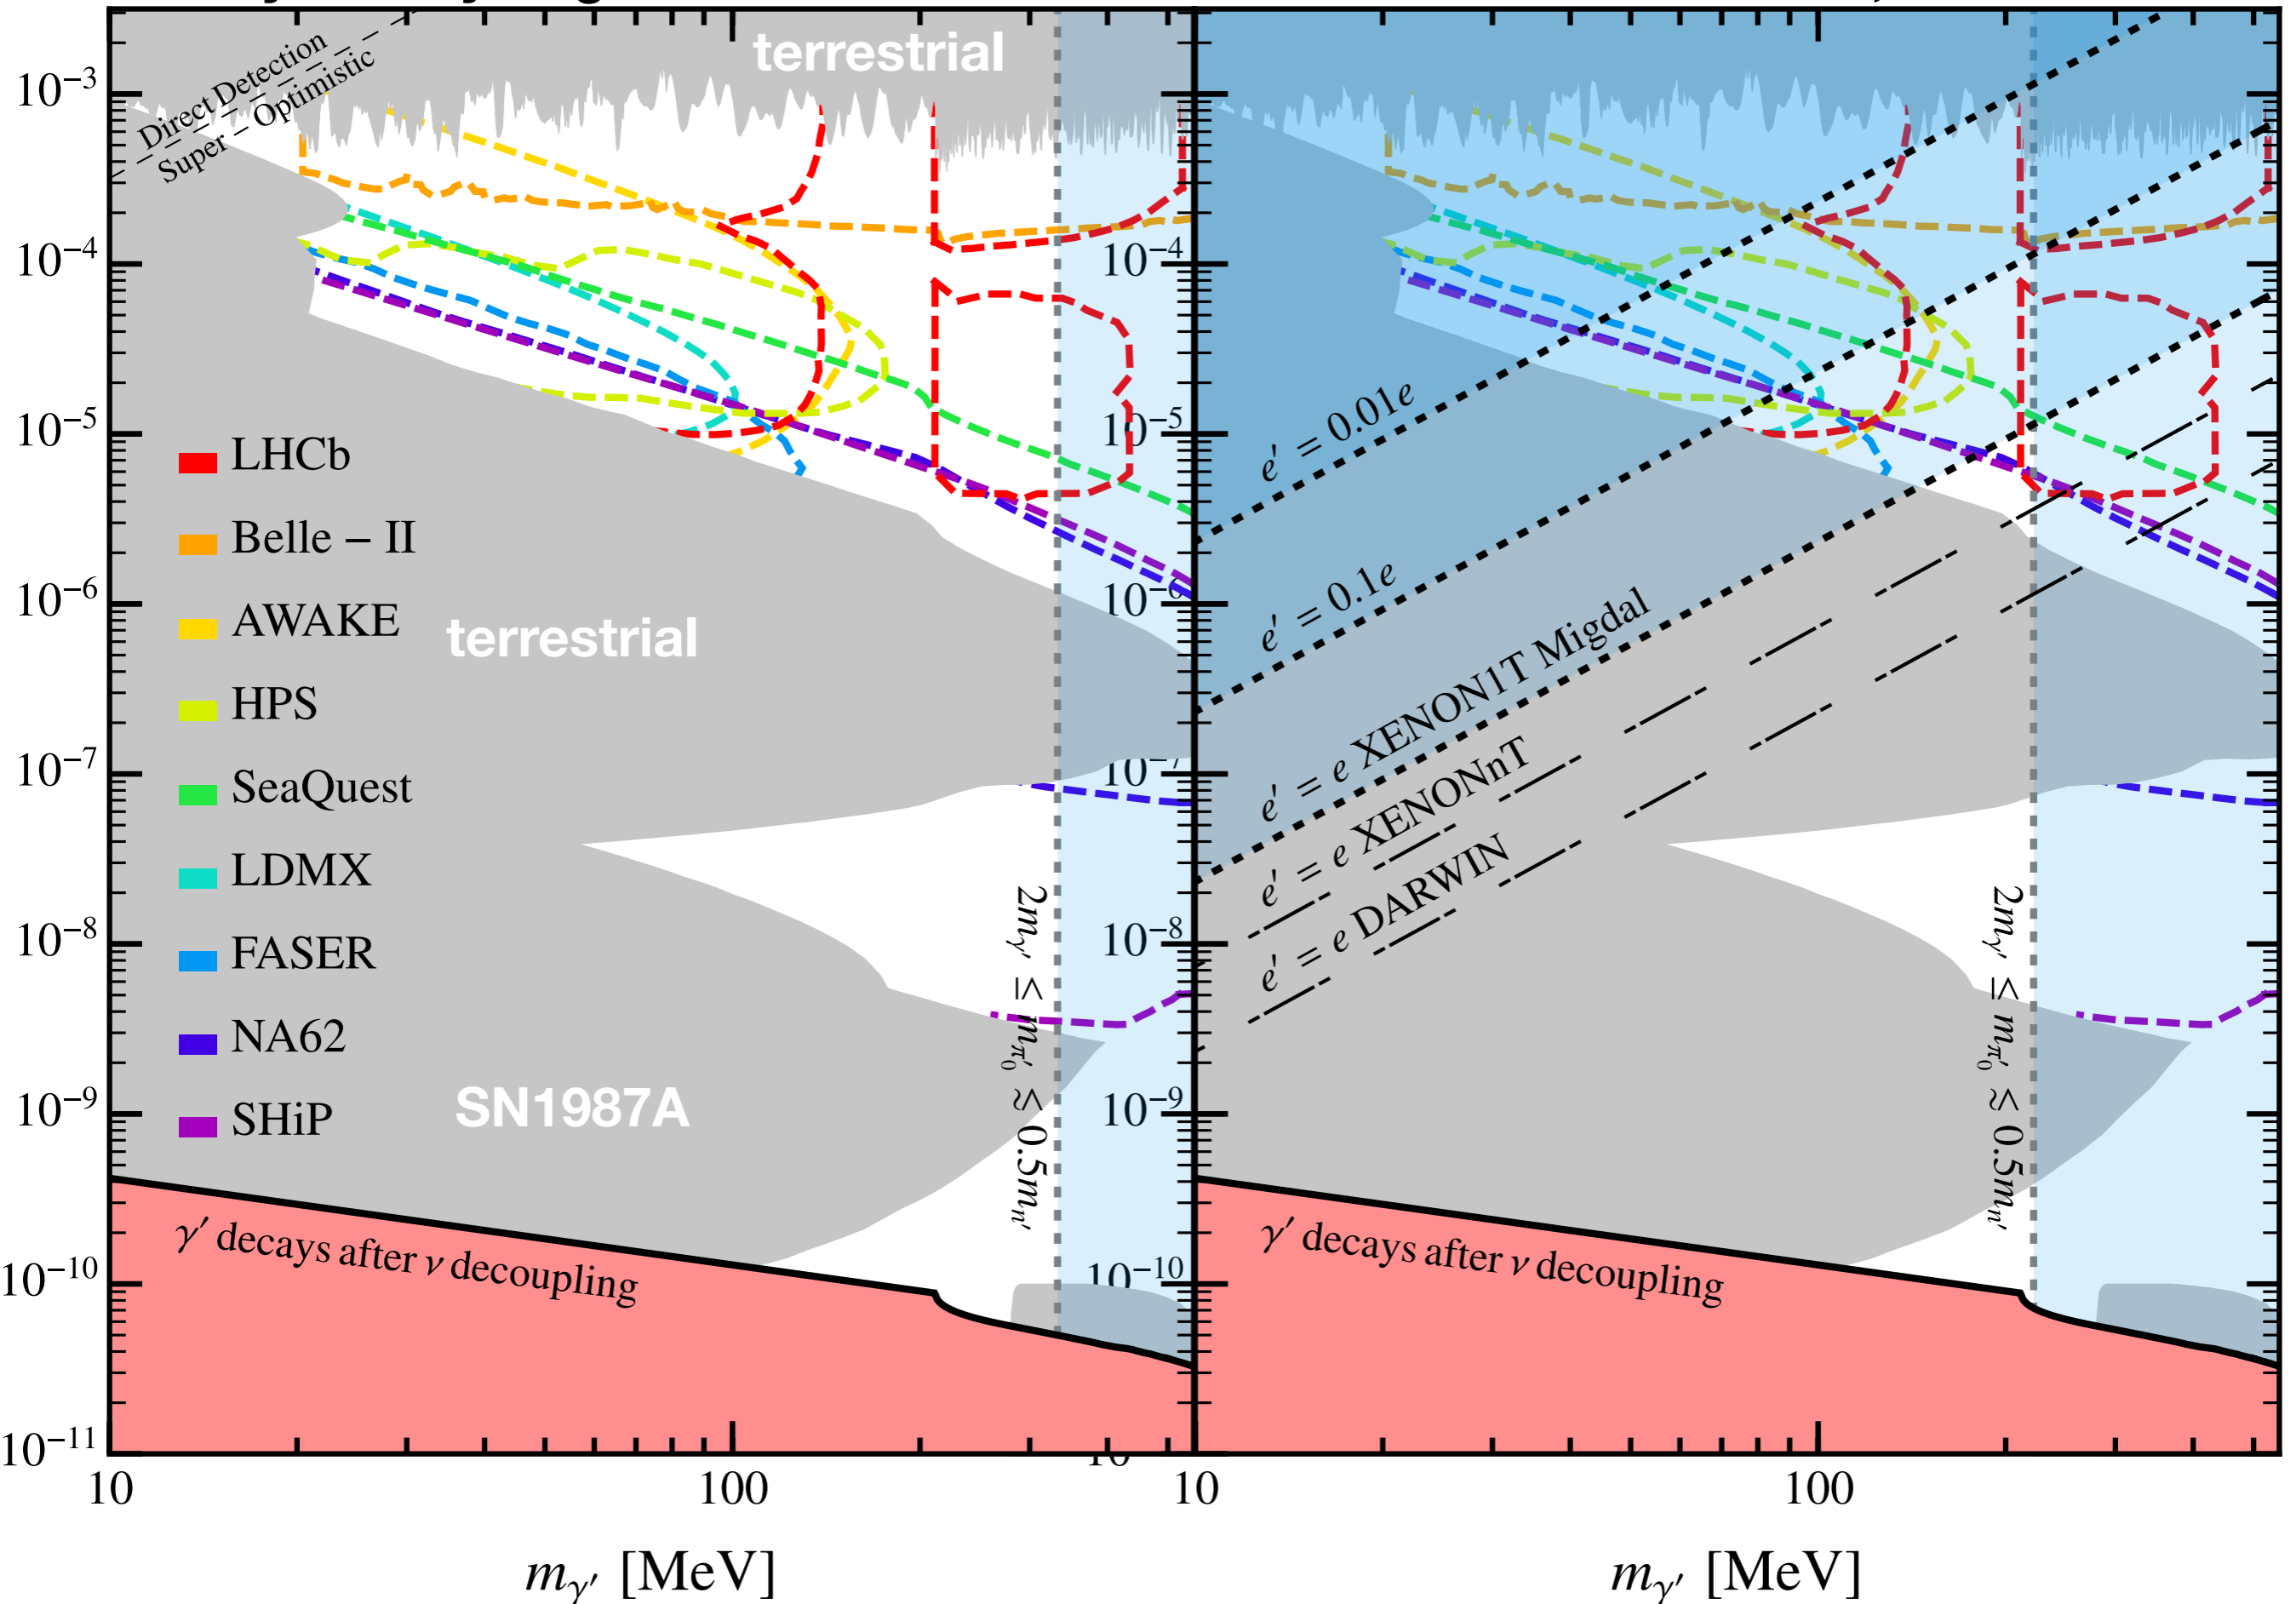 terrestrial
Direct Detection
Super – Optimistic
10⁻³
10⁻⁴
10⁻⁵
10⁻⁶
10⁻⁷
10⁻⁸
10⁻⁹
10⁻¹⁰
10⁻¹¹
LHCb
Belle – II
AWAKE
HPS
SeaQuest
LDMX
FASER
NA62
SHiP
terrestrial
SN1987A
2mγ′ ≤ mπ′₀ ≲ 0.5mn′
γ′ decays after ν decoupling
10
100
mγ′ [MeV]
10⁻⁴
10⁻⁵
10⁻⁶
10⁻⁷
10⁻⁸
10⁻⁹
10⁻¹⁰
e′ = 0.01e
e′ = 0.1e
e′ = e XENON1T Migdal
e′ = e XENONnT
e′ = e DARWIN
2mγ′ ≤ mπ′₀ ≲ 0.5mn′
γ′ decays after ν decoupling
10
100
mγ′ [MeV]